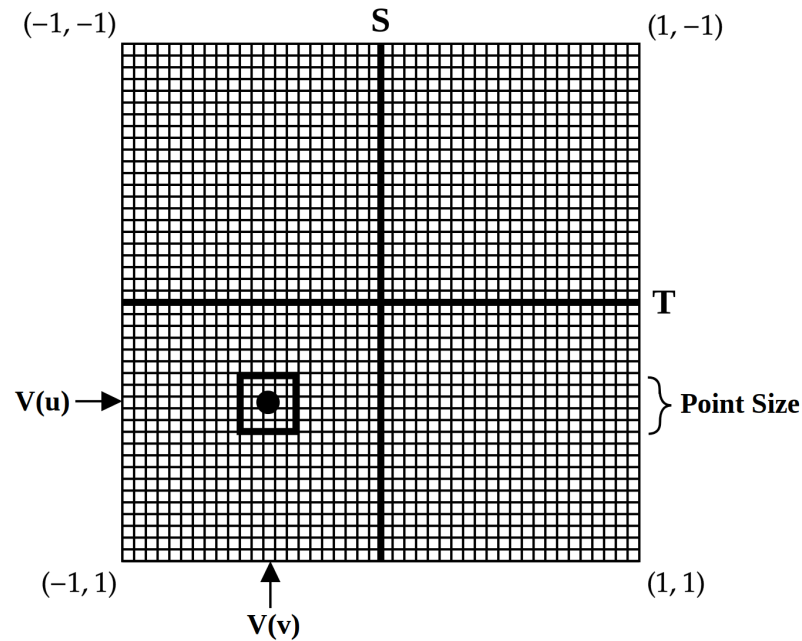 (−1, −1)
S
(1, −1)
T
V(u)
Point Size
(−1, 1)
(1, 1)
V(v)